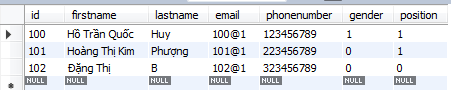 id firstname lastname email phonenumber gender position
100 Hồ Trần Quốc Huy 100@1 123456789 1 1
101 Hoàng Thị Kim Phượng 101@1 223456789 0 1
102 Đặng Thị B 102@1 323456789 0 0
NULL NULL NULL NULL NULL NULL NULL